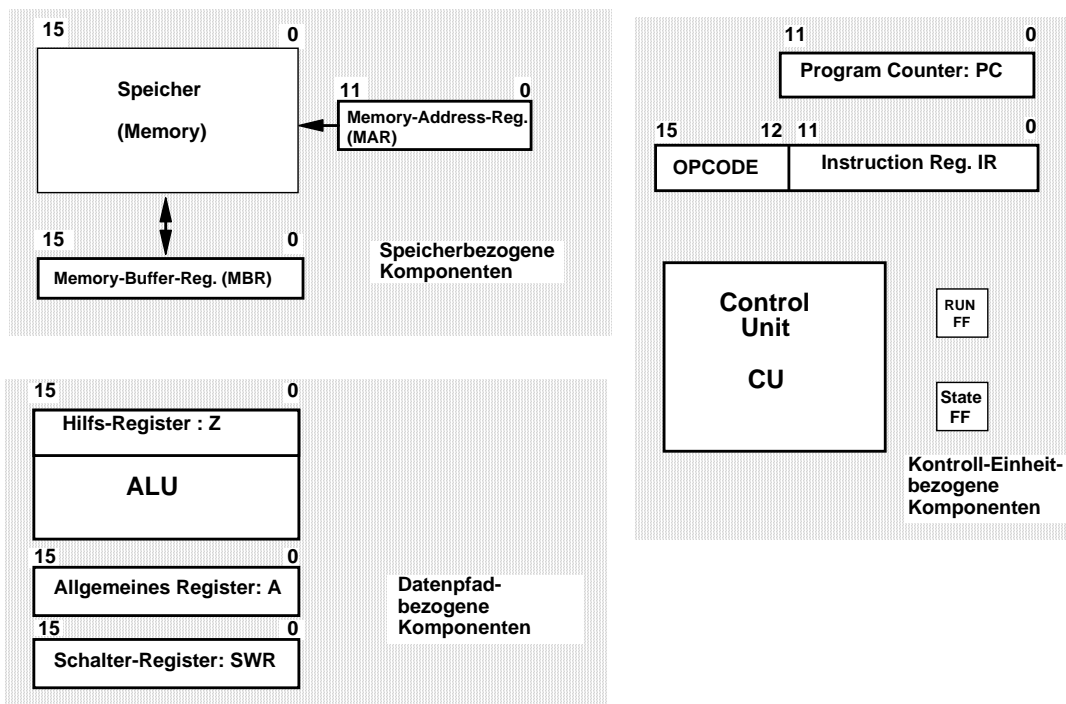 15 0
Speicher
(Memory)
11 0
Memory-Address-Reg.
(MAR)
15 0
Memory-Buffer-Reg. (MBR)
Speicherbezogene
Komponenten
15 0
Hilfs-Register : Z
ALU
15 0
Allgemeines Register: A
15 0
Schalter-Register: SWR
Datenpfad-
bezogene
Komponenten
11 0
Program Counter: PC
15 12 11 0
OPCODE Instruction Reg. IR
Control
Unit
CU
RUN
FF
State
FF
Kontroll-Einheit-
bezogene
Komponenten